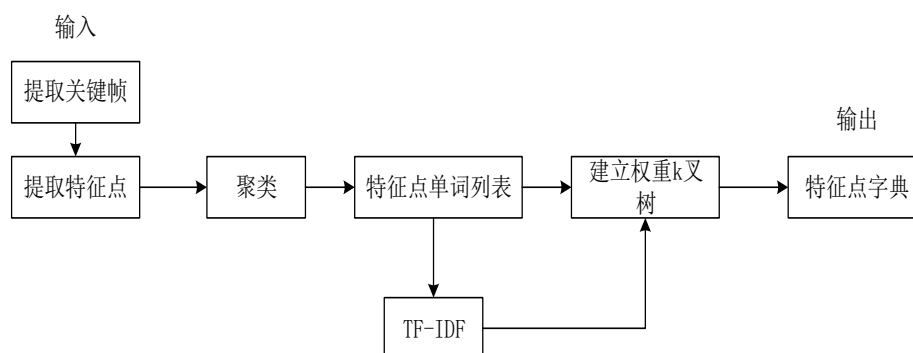 输入
提取关键帧
输出
提取特征点
聚类
特征点单词列表
建立权重k叉
树
特征点字典
TF-IDF